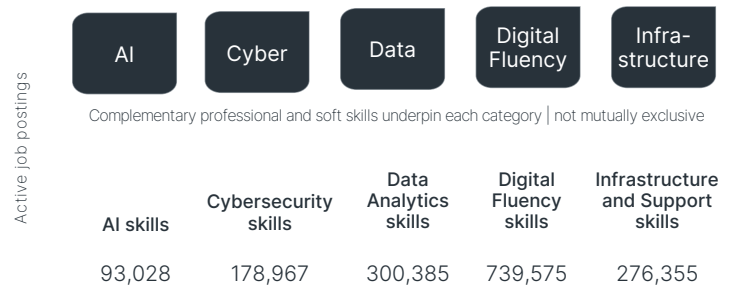 AI
Cyber
Data
Digital
Fluency
Infra-
structure
Complementary professional and soft skills underpin each category | not mutually exclusive
Active job postings
AI skills
Cybersecurity
skills
Data
Analytics
skills
Digital
Fluency
skills
Infrastructure
and Support
skills
93,028
178,967
300,385
739,575
276,355